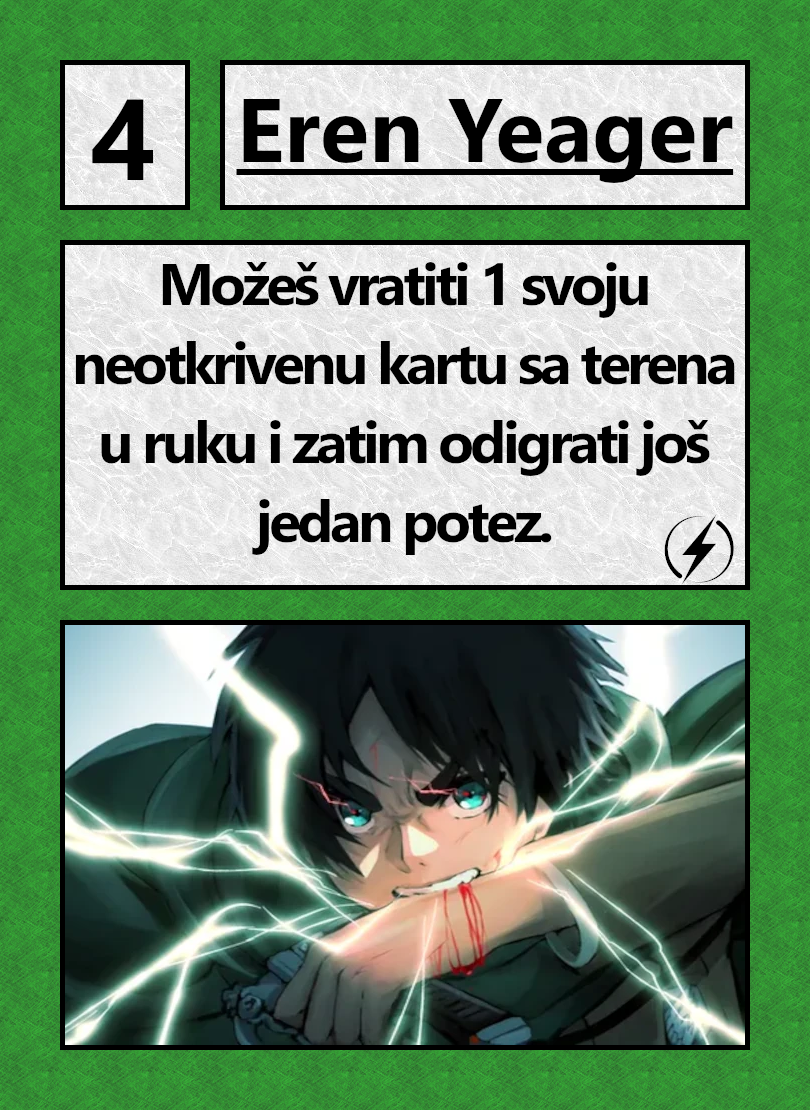 4
Eren Yeager
Možeš vratiti 1 svoju
neotkrivenu kartu sa terena
u ruku i zatim odigrati još
jedan potez.